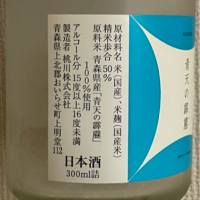 原材料名 米(国産)、米麹(国産米)
精米歩合 50%
原料米 青森県産「青天の霹靂」
100%使用
アルコール分 15度以上16度未満
製造者 桃川株式会社
青森県上北郡おいらせ町上明堂
112
日本酒
300ml詰
青天の霹靂